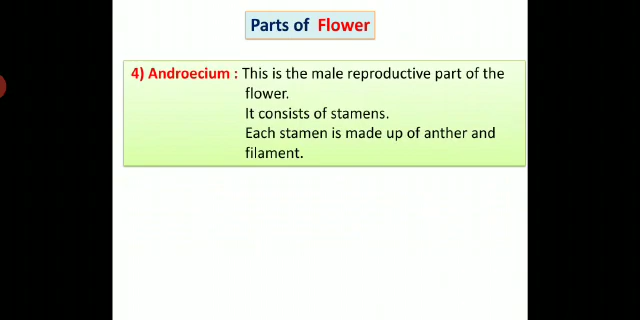 Parts of Flower
4) Androecium : This is the male reproductive part of the
flower.
It consists of stamens.
Each stamen is made up of anther and
filament.